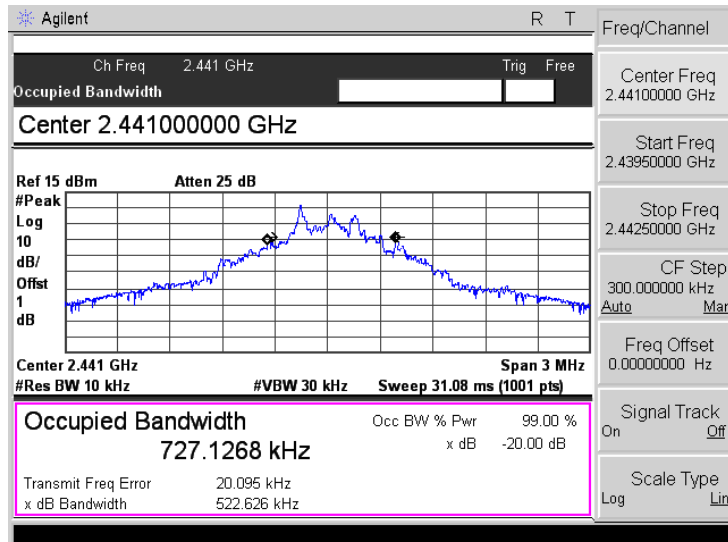 Agilent R T
Ch Freq 2.441 GHz Trig Free
Occupied Bandwidth
Center 2.441000000 GHz
Ref 15 dBm Atten 25 dB
#Peak
Log
10
dB/
Offst
1
dB
Center 2.441 GHz Span 3 MHz
#Res BW 10 kHz #VBW 30 kHz Sweep 31.08 ms (1001 pts)
Occupied Bandwidth Occ BW % Pwr 99.00 %
727.1268 kHz x dB -20.00 dB
Transmit Freq Error 20.095 kHz
x dB Bandwidth 522.626 kHz
Freq/Channel
Center Freq
2.44100000 GHz
Start Freq
2.43950000 GHz
Stop Freq
2.44250000 GHz
CF Step
300.000000 kHz
Auto Man
Freq Offset
0.00000000 Hz
Signal Track
On Off
Scale Type
Log Lin